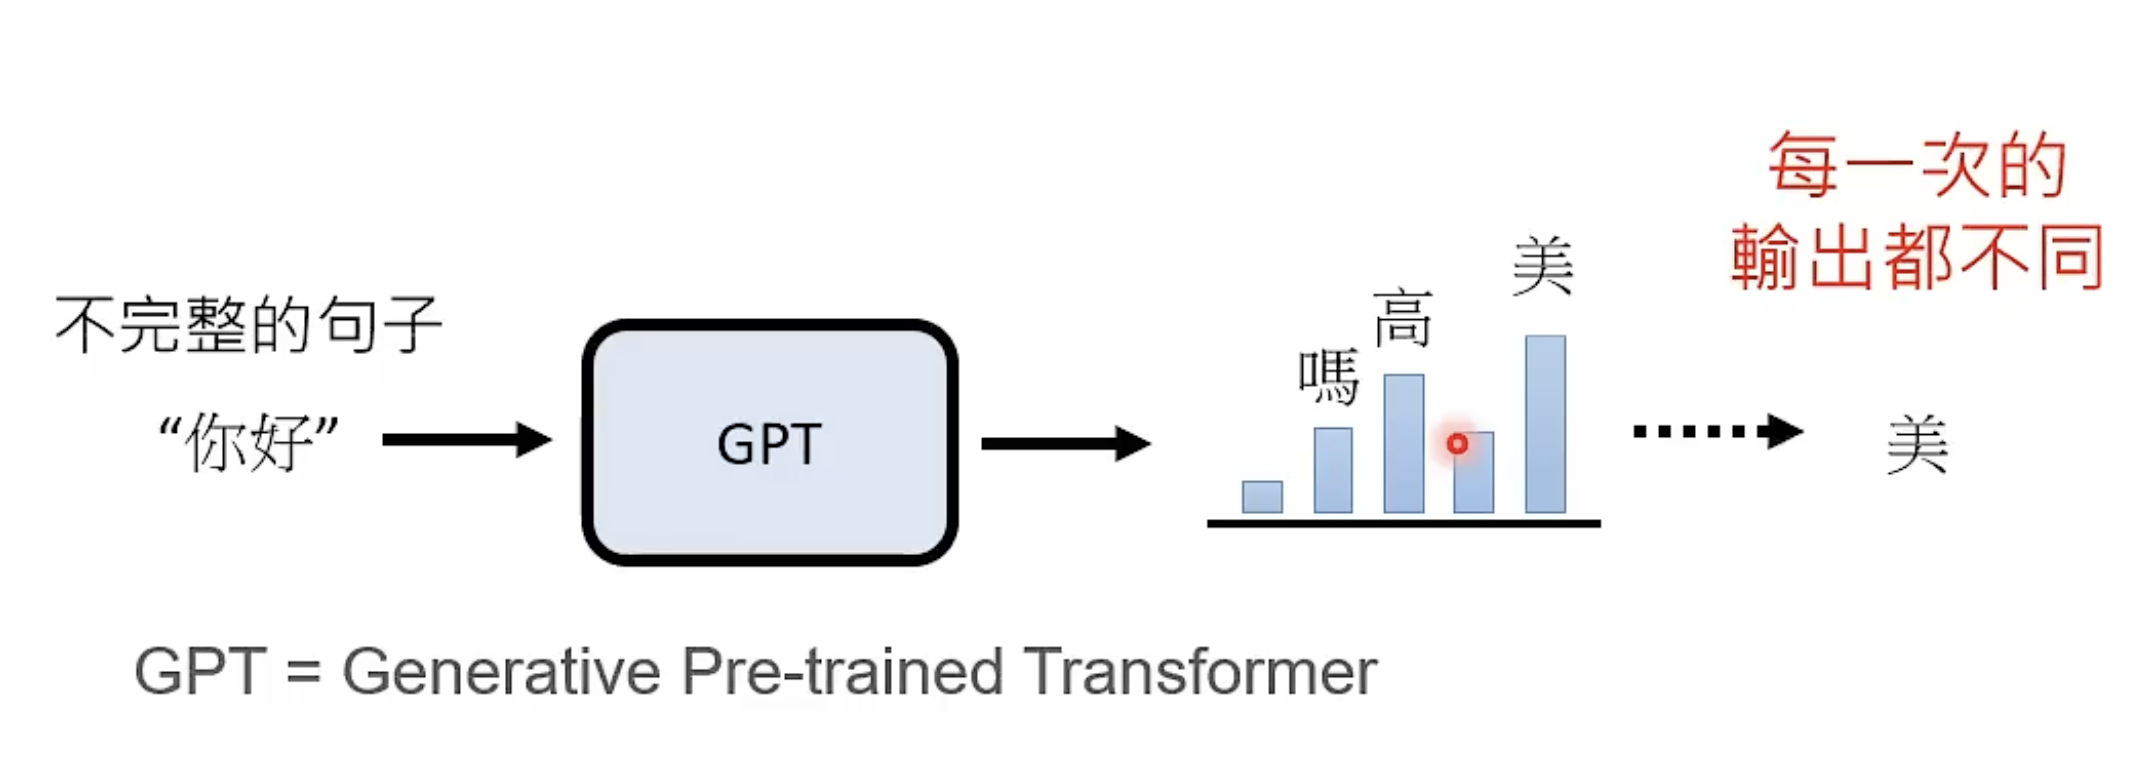 每一次的
輸出都不同
不完整的句子
“你好”
GPT
嗎
高
美
美
GPT = Generative Pre-trained Transformer